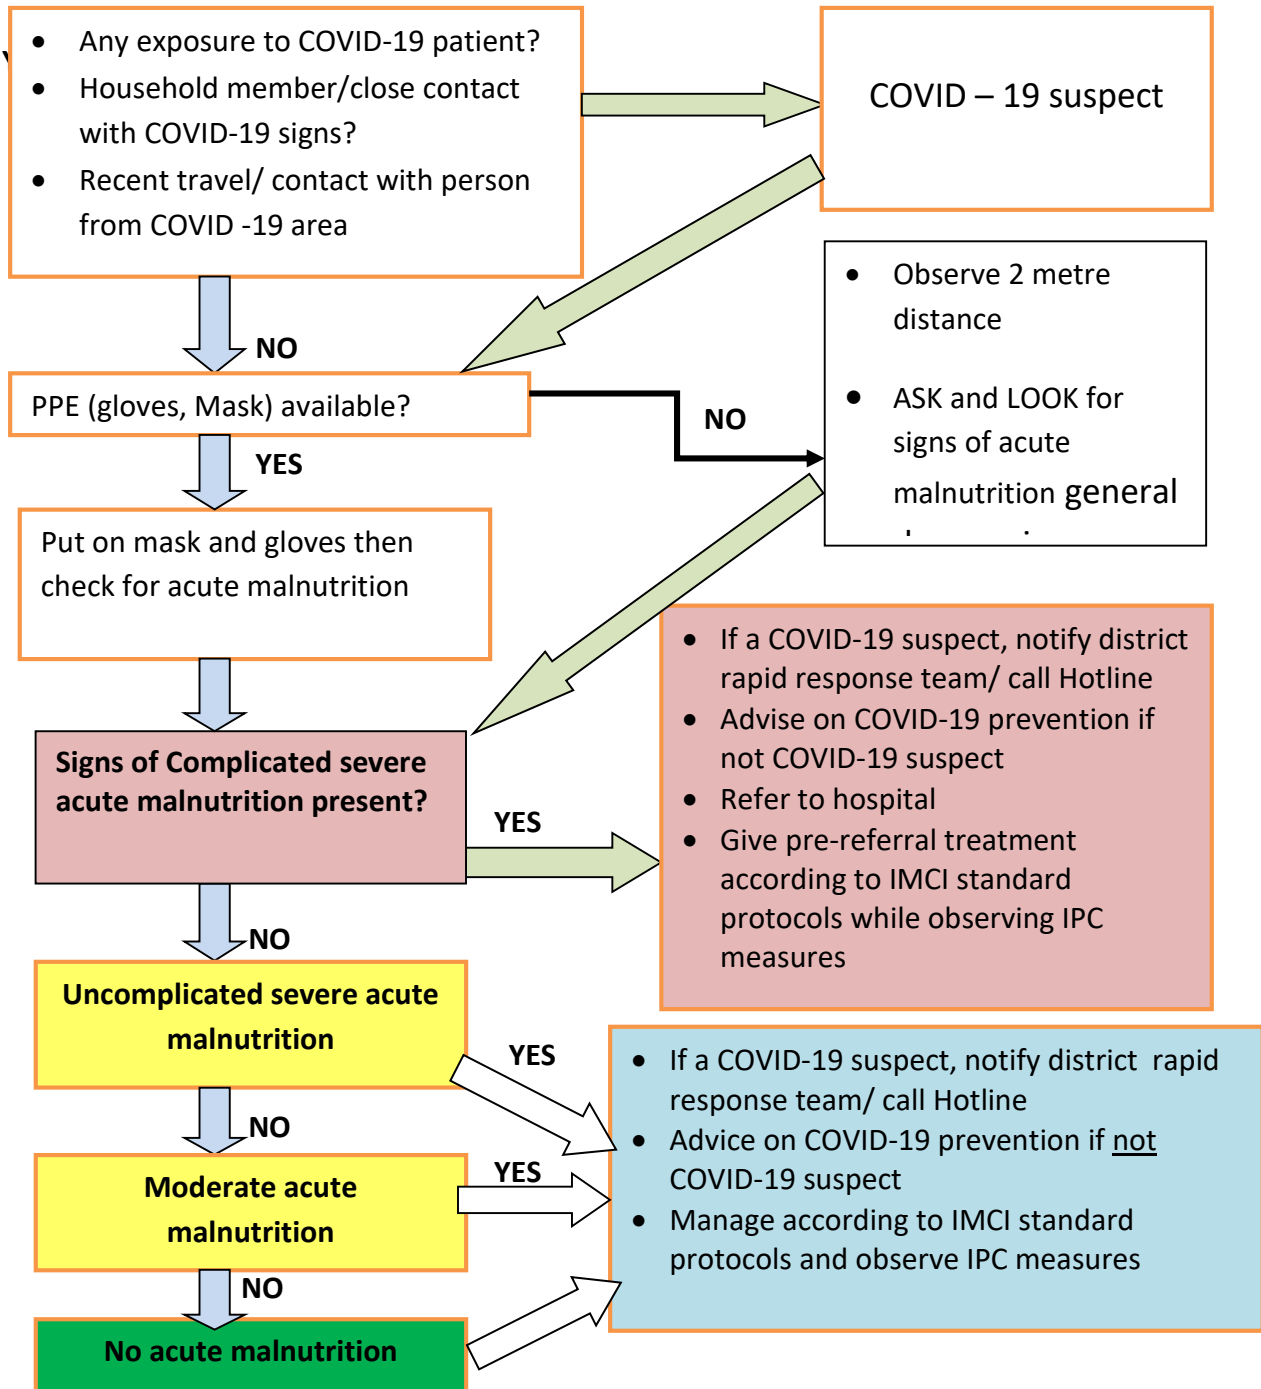 • Any exposure to COVID-19 patient?
• Household member/close contact
with COVID-19 signs?
• Recent travel/ contact with person
from COVID -19 area
COVID – 19 suspect
NO
PPE (gloves, Mask) available?
NO
• Observe 2 metre
distance
• ASK and LOOK for
signs of acute
malnutrition general
YES
Put on mask and gloves then
check for acute malnutrition
Signs of Complicated severe
acute malnutrition present?
YES
• If a COVID-19 suspect, notify district
rapid response team/ call Hotline
• Advise on COVID-19 prevention if
not COVID-19 suspect
• Refer to hospital
• Give pre-referral treatment
according to IMCI standard
protocols while observing IPC
measures
NO
Uncomplicated severe acute
malnutrition
YES
• If a COVID-19 suspect, notify district rapid
response team/ call Hotline
• Advice on COVID-19 prevention if not
COVID-19 suspect
• Manage according to IMCI standard
protocols and observe IPC measures
NO
Moderate acute
malnutrition
YES
NO
No acute malnutrition